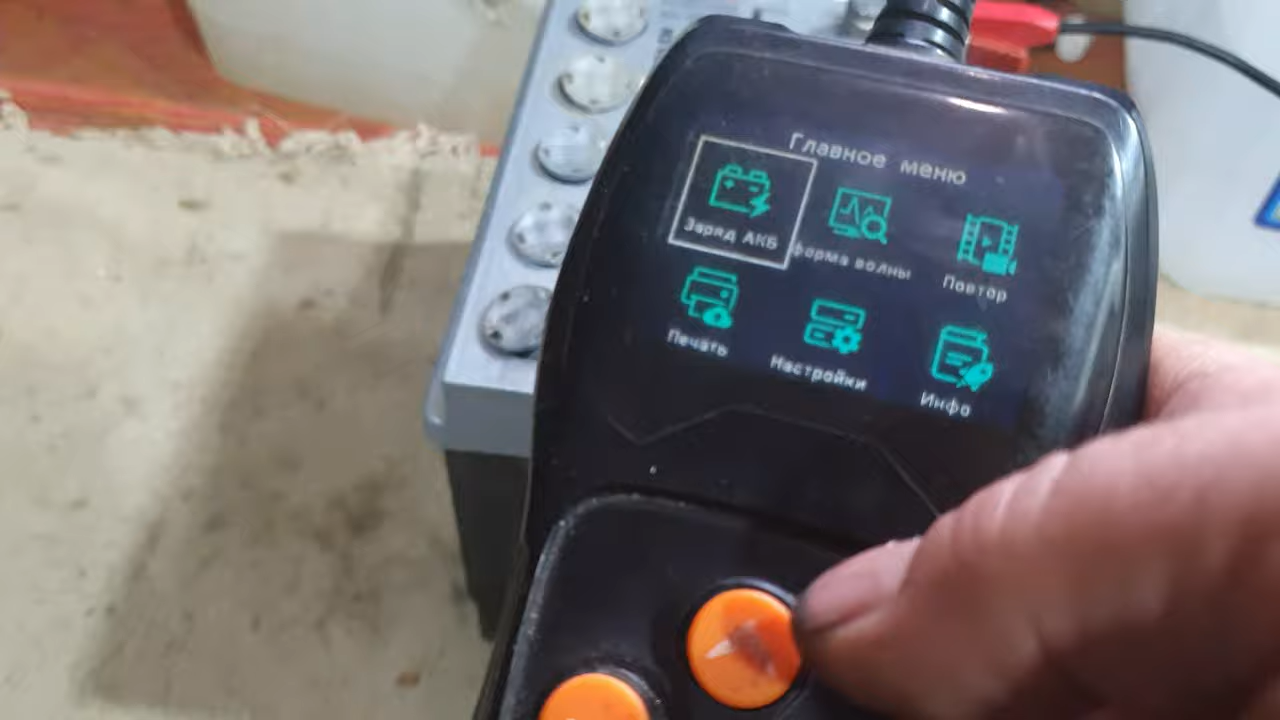 Главное меню
Заряд АКБ
форма волны
Повтор
Печать
Настройки
Инфо